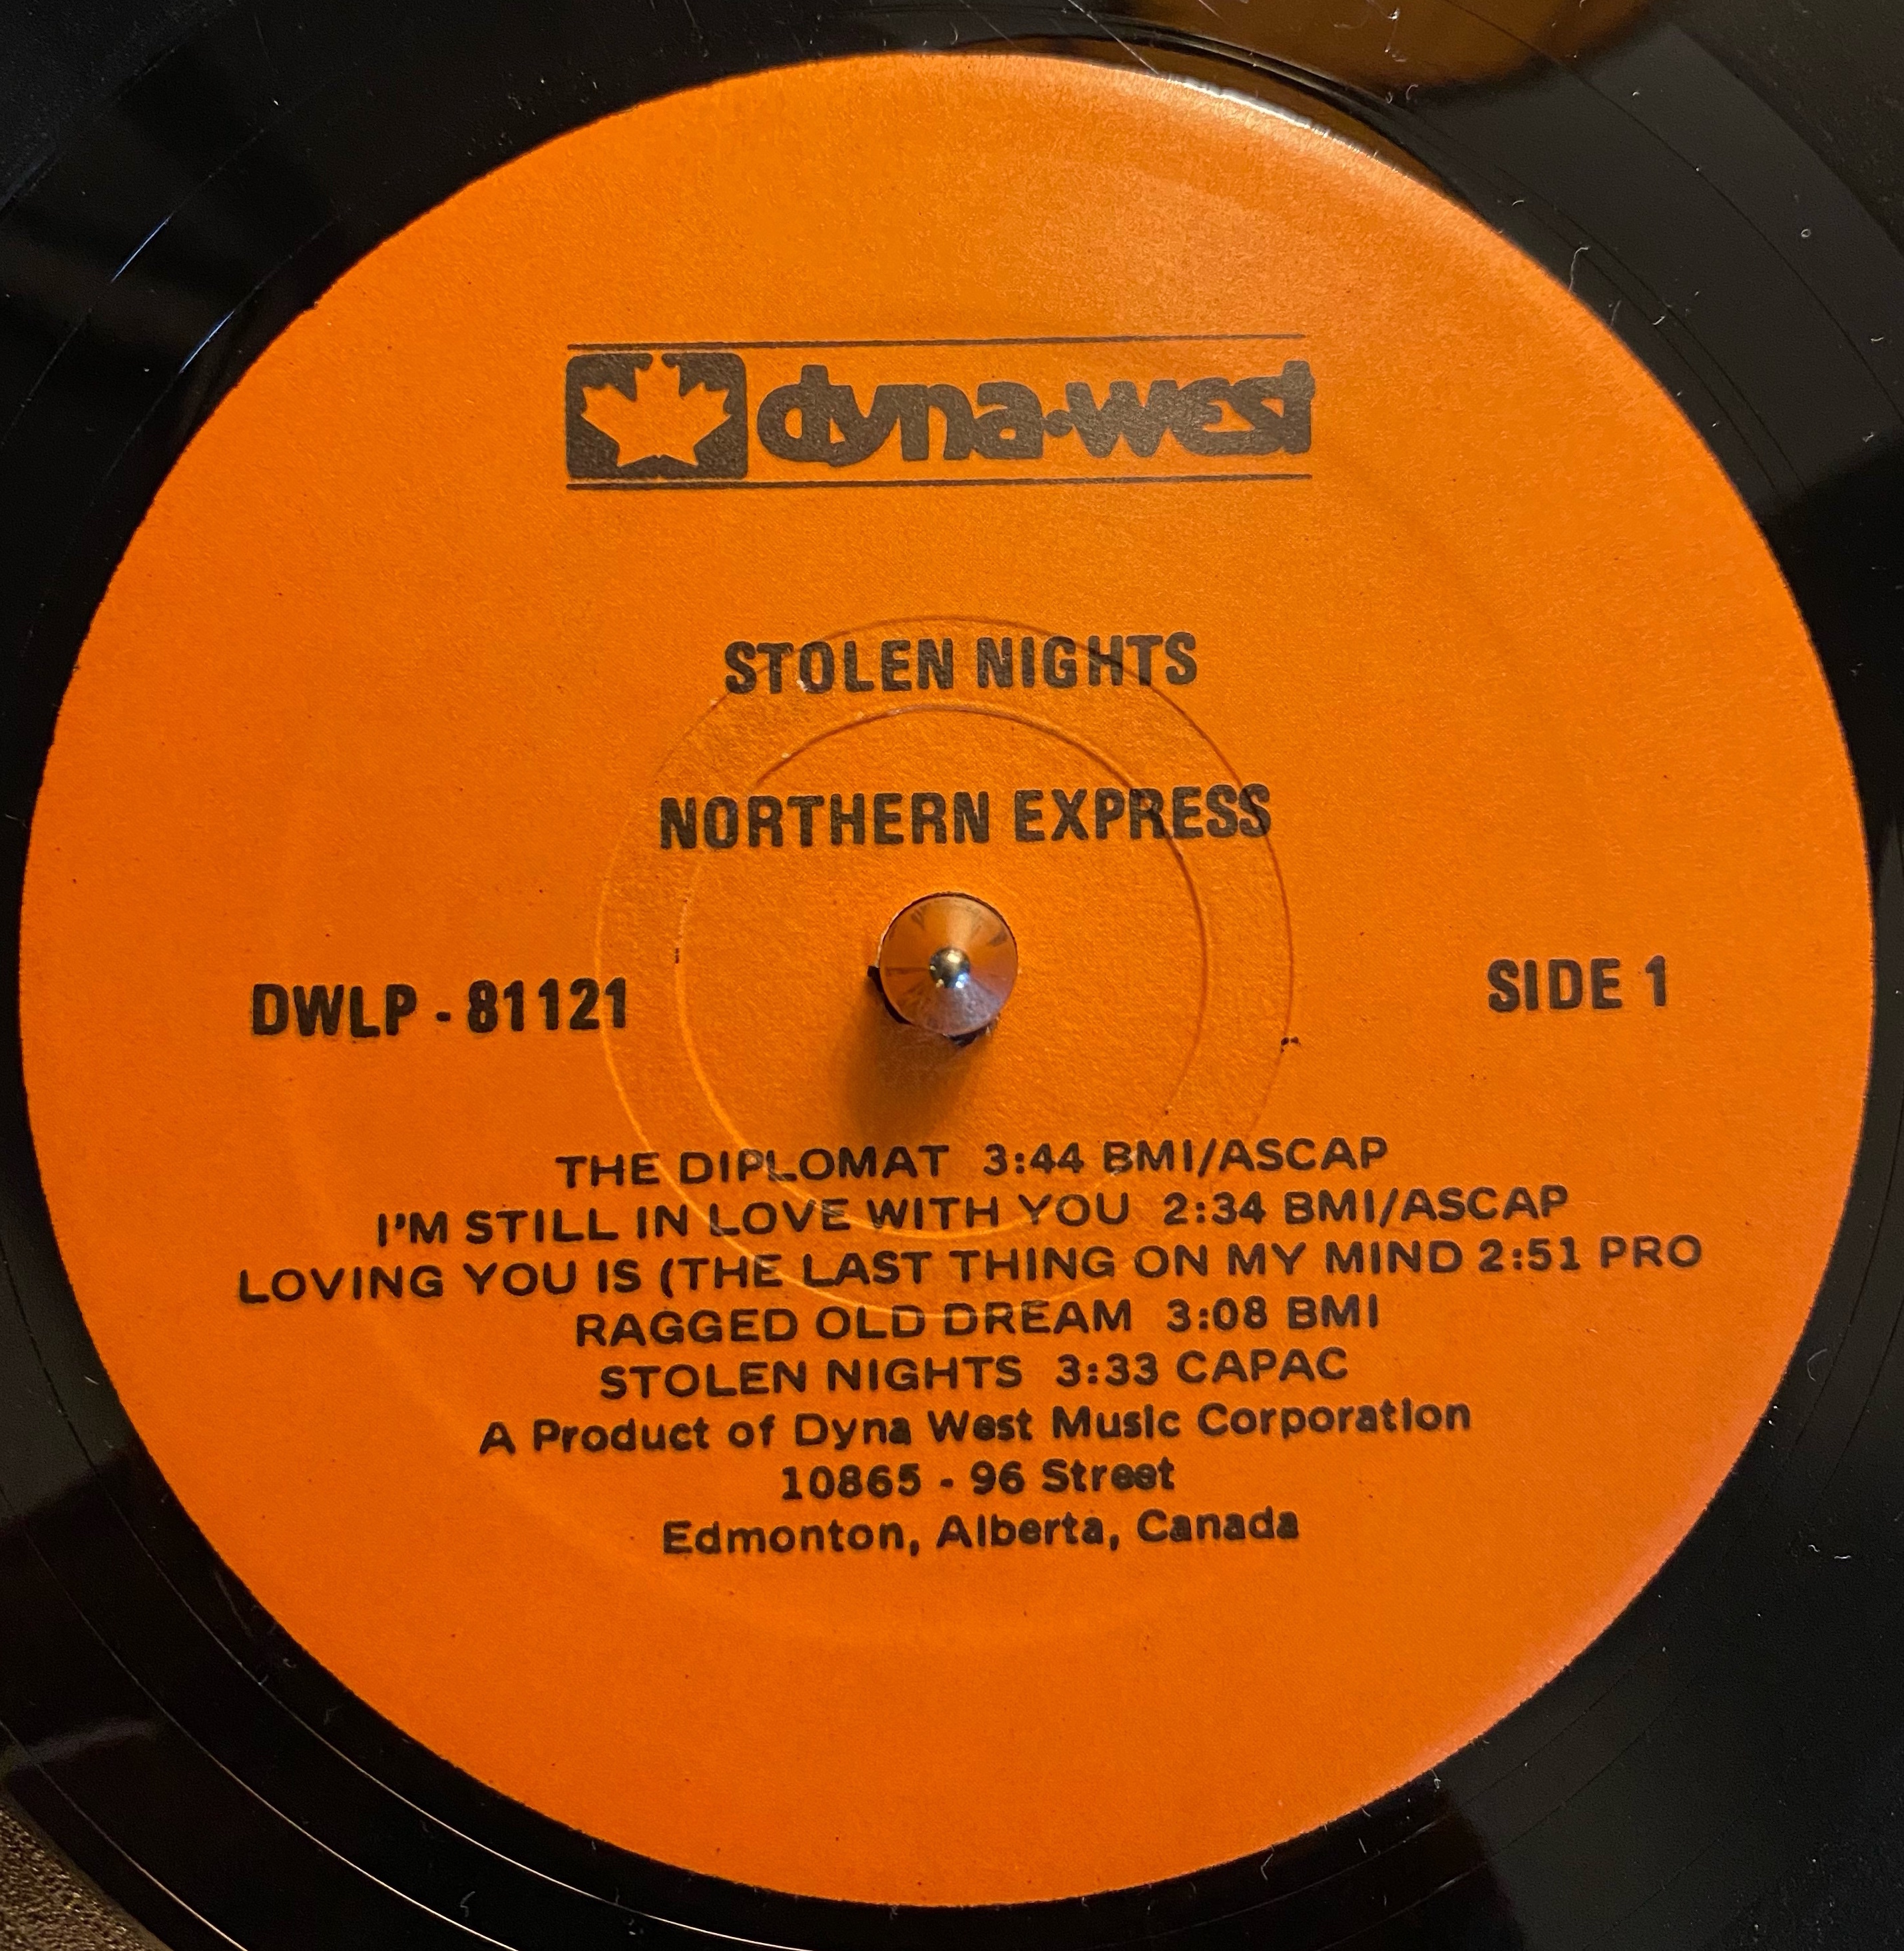 dyna·west
STOLEN NIGHTS
NORTHERN EXPRESS
DWLP - 81121
SIDE 1
THE DIPLOMAT 3:44 BMI/ASCAP
I'M STILL IN LOVE WITH YOU 2:34 BMI/ASCAP
LOVING YOU IS (THE LAST THING ON MY MIND 2:51 PRO
RAGGED OLD DREAM 3:08 BMI
STOLEN NIGHTS 3:33 CAPAC
A Product of Dyna West Music Corporation
10865 - 96 Street
Edmonton, Alberta, Canada